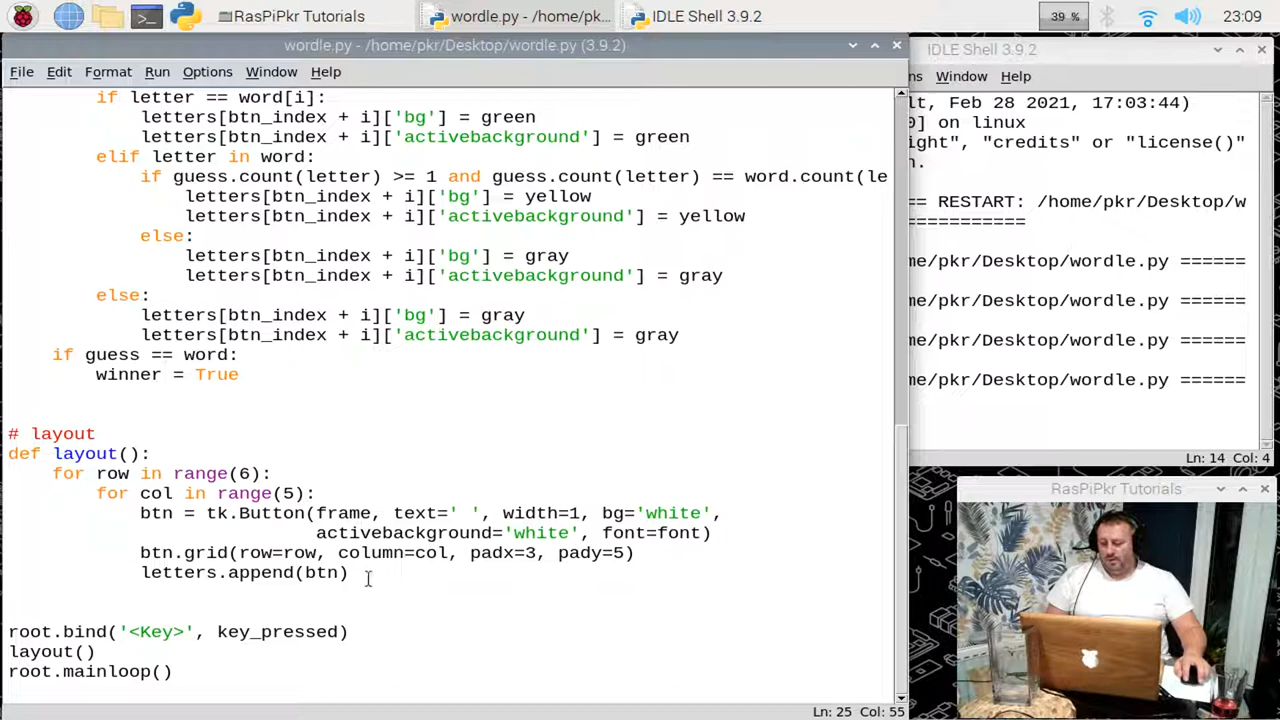 RasPiPkr Tutorials
wordle.py - /home/pk...
IDLE Shell 3.9.2
39 %
23:09
wordle.py - /home/pkr/Desktop/wordle.py (3.9.2)
File Edit Format Run Options Window Help
if letter == word[i]:
letters[btn_index + i]['bg'] = green
letters[btn_index + i]['activebackground'] = green
elif letter in word:
if guess.count(letter) >= 1 and guess.count(letter) == word.count(le
letters[btn_index + i]['bg'] = yellow
letters[btn_index + i]['activebackground'] = yellow
else:
letters[btn_index + i]['bg'] = gray
letters[btn_index + i]['activebackground'] = gray
else:
letters[btn_index + i]['bg'] = gray
letters[btn_index + i]['activebackground'] = gray
if guess == word:
winner = True
# layout
def layout():
for row in range(6):
for col in range(5):
btn = tk.Button(frame, text=' ', width=1, bg='white',
activebackground='white', font=font)
btn.grid(row=row, column=col, padx=3, pady=5)
letters.append(btn)
root.bind('<Key>', key_pressed)
layout()
root.mainloop()
Ln: 25 Col: 55
IDLE Shell 3.9.2
ns Window Help
lt, Feb 28 2021, 17:03:44)
0] on linux
ight", "credits" or "license()"
n.
== RESTART: /home/pkr/Desktop/w
============
me/pkr/Desktop/wordle.py ======
me/pkr/Desktop/wordle.py ======
me/pkr/Desktop/wordle.py ======
me/pkr/Desktop/wordle.py ======
Ln: 14 Col: 4
RasPiPkr Tutorials